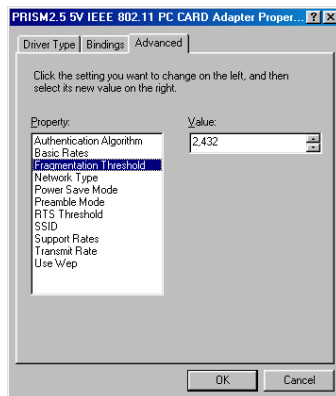 PRISM2.5 5V IEEE 802.11 PC CARD Adapter Proper...
Driver Type
Bindings
Advanced
Click the setting you want to change on the left, and then
select its new value on the right.
Property:
Value:
Authentication Algorithm
Basic Rates
Fragmentation Threshold
Network Type
Power Save Mode
Preamble Mode
RTS Threshold
SSID
Support Rates
Transmit Rate
Use Wep
2,432
OK
Cancel